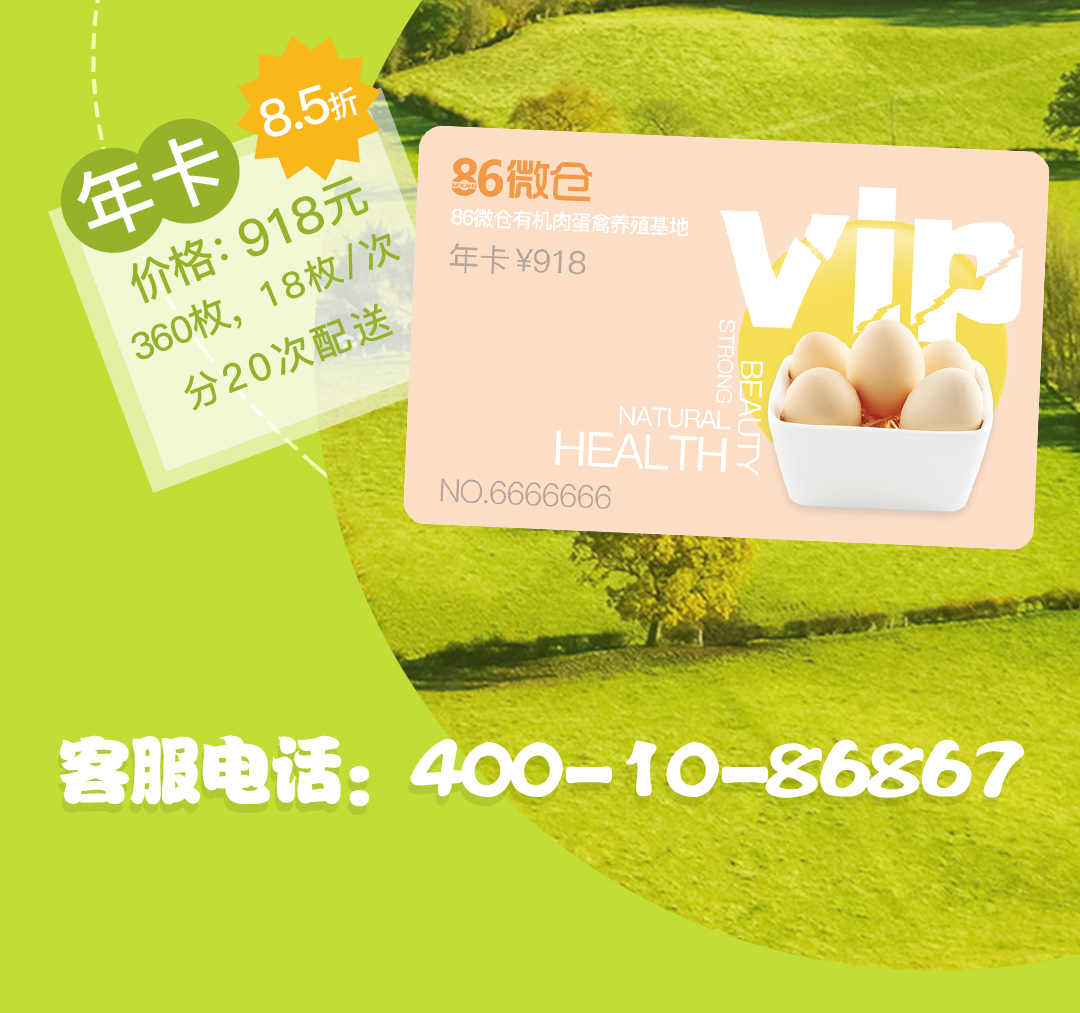 8.5折
年卡
价格：918元
360枚，18枚/次
分20次配送
86微仓
86微仓有机肉蛋禽养殖基地
年卡 ¥918
vip
STRONG
BEAUTY
NATURAL
HEALTH
NO.6666666
客服电话：400-10-86867